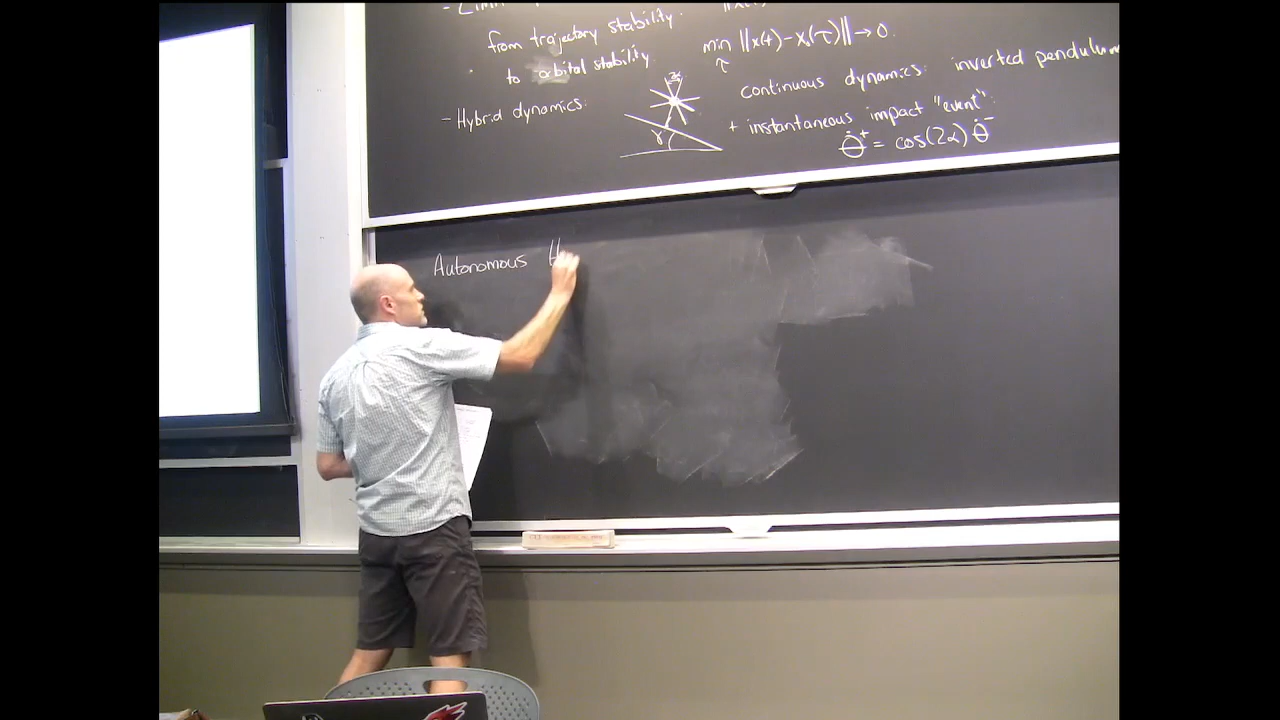 from trajectory stability.
to orbital stability.
min ||x(t)-x₀(τ)||→0.
↑
- Hybrid dynamics:
α
γ
continuous dynamics: inverted pendulum
+ instantaneous impact "event":
θ̇⁺ = cos(2α) θ̇⁻
Autonomous H